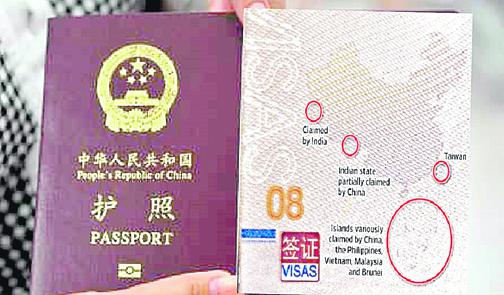 中华人民共和国
People's Republic of China
护照
PASSPORT
VISAS
Claimed
by India
Indian state
partially claimed
by China
Taiwan
08
Islands variously
claimed by China,
the Philippines,
Vietnam, Malaysia
and Brunei
签证
VISAS